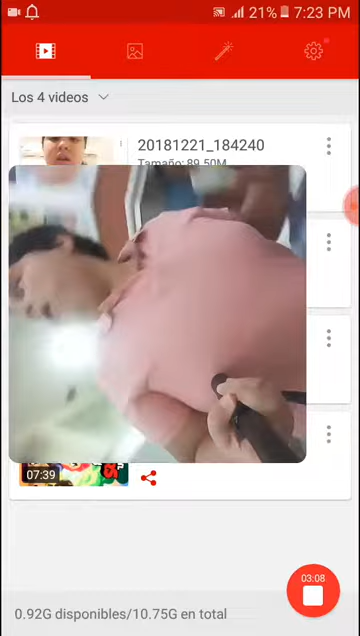 21% 7:23 PM
Los 4 videos
20181221_184240
Tamaño: 89.50M
07:39
03:08
0.92G disponibles/10.75G en total